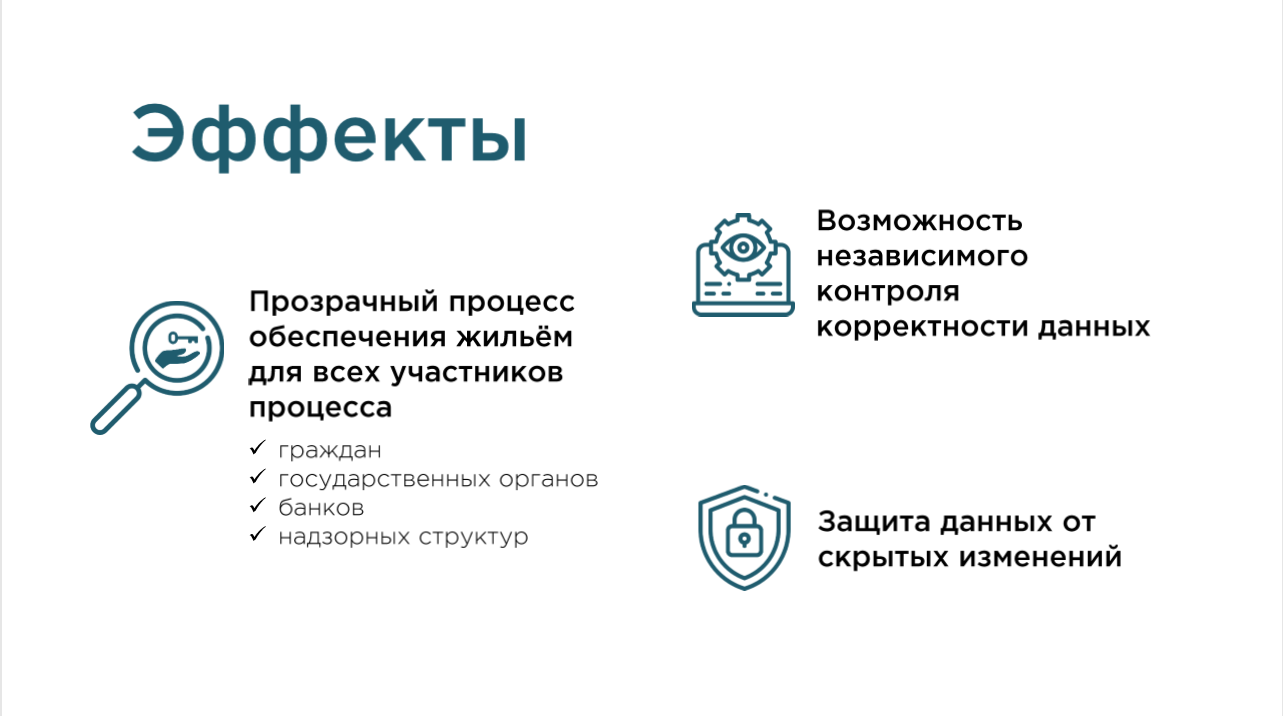 Эффекты
Прозрачный процесс
обеспечения жильём
для всех участников
процесса
✓ граждан
✓ государственных органов
✓ банков
✓ надзорных структур
Возможность
независимого
контроля
корректности данных
Защита данных от
скрытых изменений